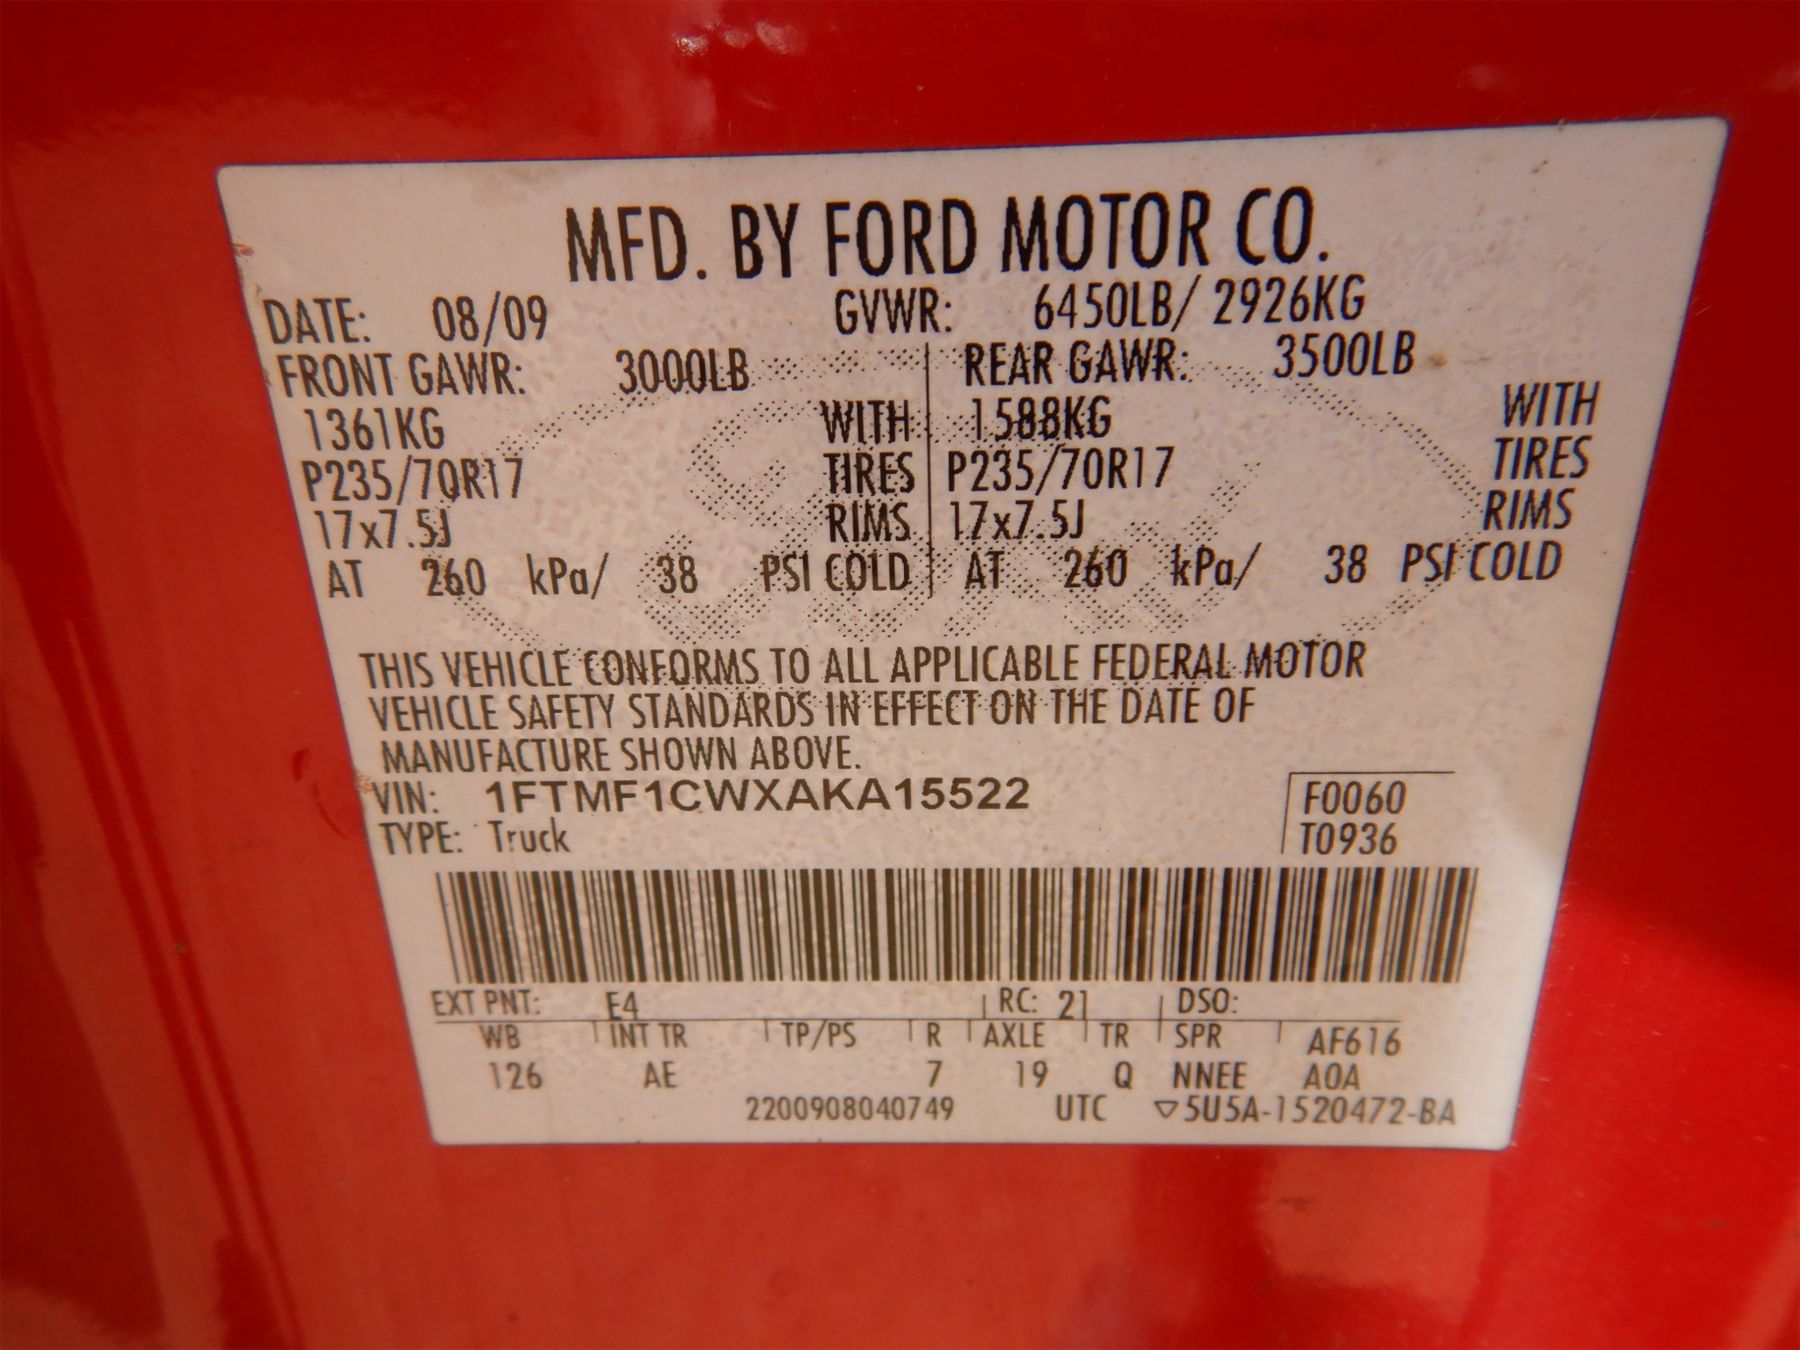 MFD. BY FORD MOTOR CO.
DATE: 08/09 GVWR: 6450LB/ 2926KG
FRONT GAWR: 3000LB REAR GAWR: 3500LB
1361KG WITH 1588KG WITH
P235/70R17 TIRES P235/70R17 TIRES
17x7.5J RIMS 17x7.5J RIMS
AT 260 kPa/ 38 PSI COLD AT 260 kPa/ 38 PSI COLD
THIS VEHICLE CONFORMS TO ALL APPLICABLE FEDERAL MOTOR
VEHICLE SAFETY STANDARDS IN EFFECT ON THE DATE OF
MANUFACTURE SHOWN ABOVE.
VIN: 1FTMF1CWXAKA15522 F0060
TYPE: Truck T0936
EXT PNT: E4 RC: 21 DSO:
WB INT TR TP/PS R AXLE TR SPR AF616
126 AE 7 19 Q NNEE AOA
2200908040749 UTC ▽5U5A-1520472-BA